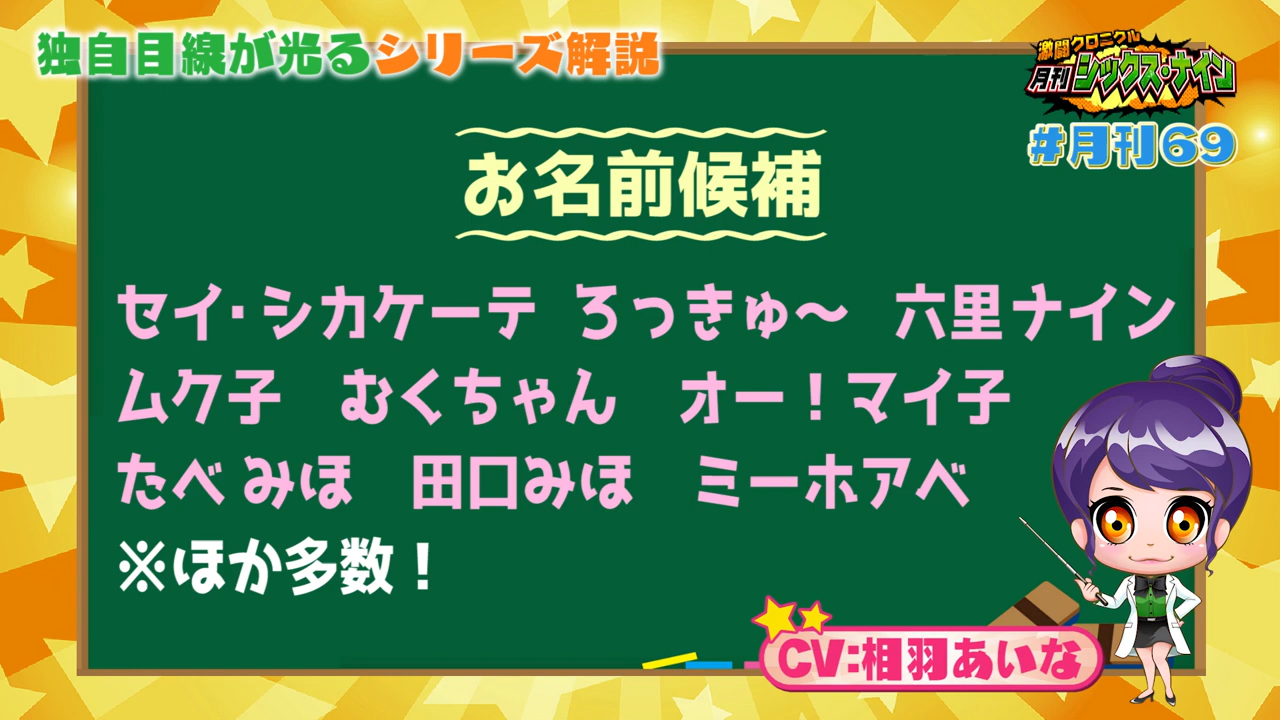 独自目線が光るシリーズ解説
激闘クロニクル
月刊シックス・ナイン
#月刊69
お名前候補
セイ・シカケーテ ろっきゅ〜 六里ナイン
ムク子 むくちゃん オー!マイ子
たべみほ 田口みほ ミーホアベ
※ほか多数!
CV:相羽あいな